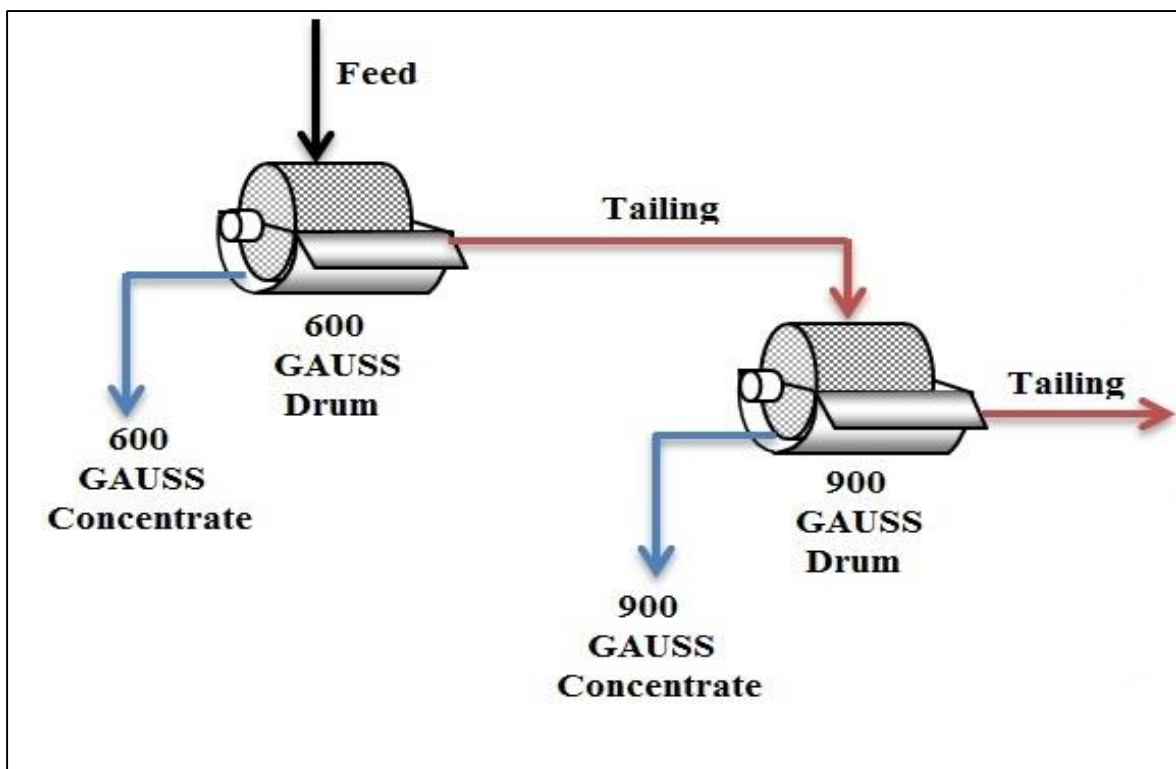 Feed
Tailing
600
GAUSS
Drum
600
GAUSS
Concentrate
Tailing
900
GAUSS
Drum
900
GAUSS
Concentrate